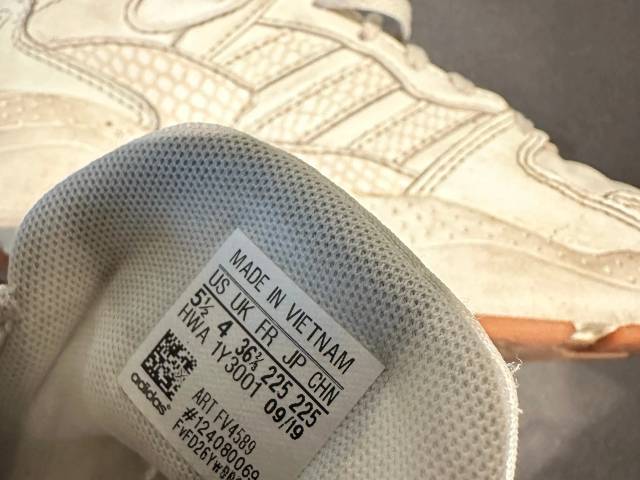 MADE IN VIETNAM
US UK FR JP CHN
5½ 4 36⅔ 225 225
HWA 1Y3001 09/19
ART FV4589
#124080069
adidas